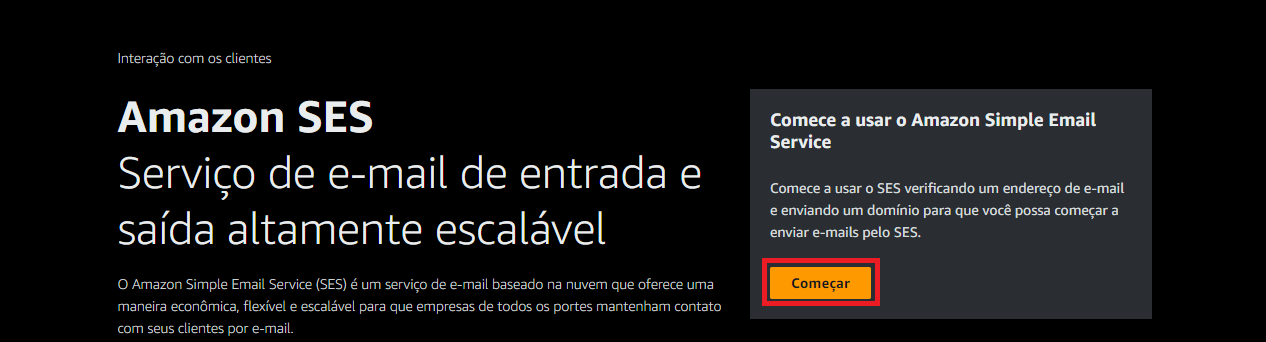 Interação com os clientes
Amazon SES
Serviço de e-mail de entrada e
saída altamente escalável
O Amazon Simple Email Service (SES) é um serviço de e-mail baseado na nuvem que oferece uma
maneira econômica, flexível e escalável para que empresas de todos os portes mantenham contato
com seus clientes por e-mail.
Comece a usar o Amazon Simple Email
Service
Comece a usar o SES verificando um endereço de e-mail
e enviando um domínio para que você possa começar a
enviar e-mails pelo SES.
Começar